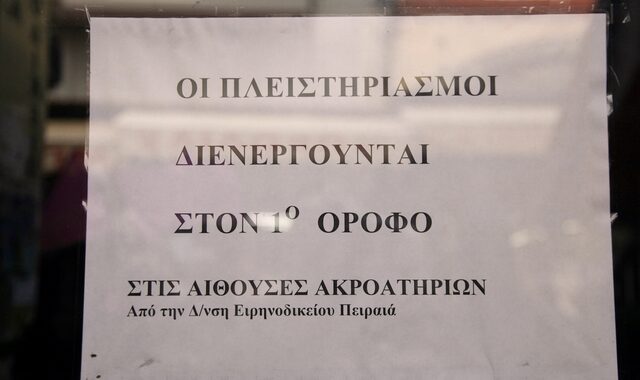 ΟΙ ΠΛΕΙΣΤΗΡΙΑΣΜΟΙ
ΔΙΕΝΕΡΓΟΥΝΤΑΙ
ΣΤΟΝ 1Ο ΟΡΟΦΟ
ΣΤΙΣ ΑΙΘΟΥΣΕΣ ΑΚΡΟΑΤΗΡΙΩΝ
Από την Δ/νση Ειρηνοδικείου Πειραιά